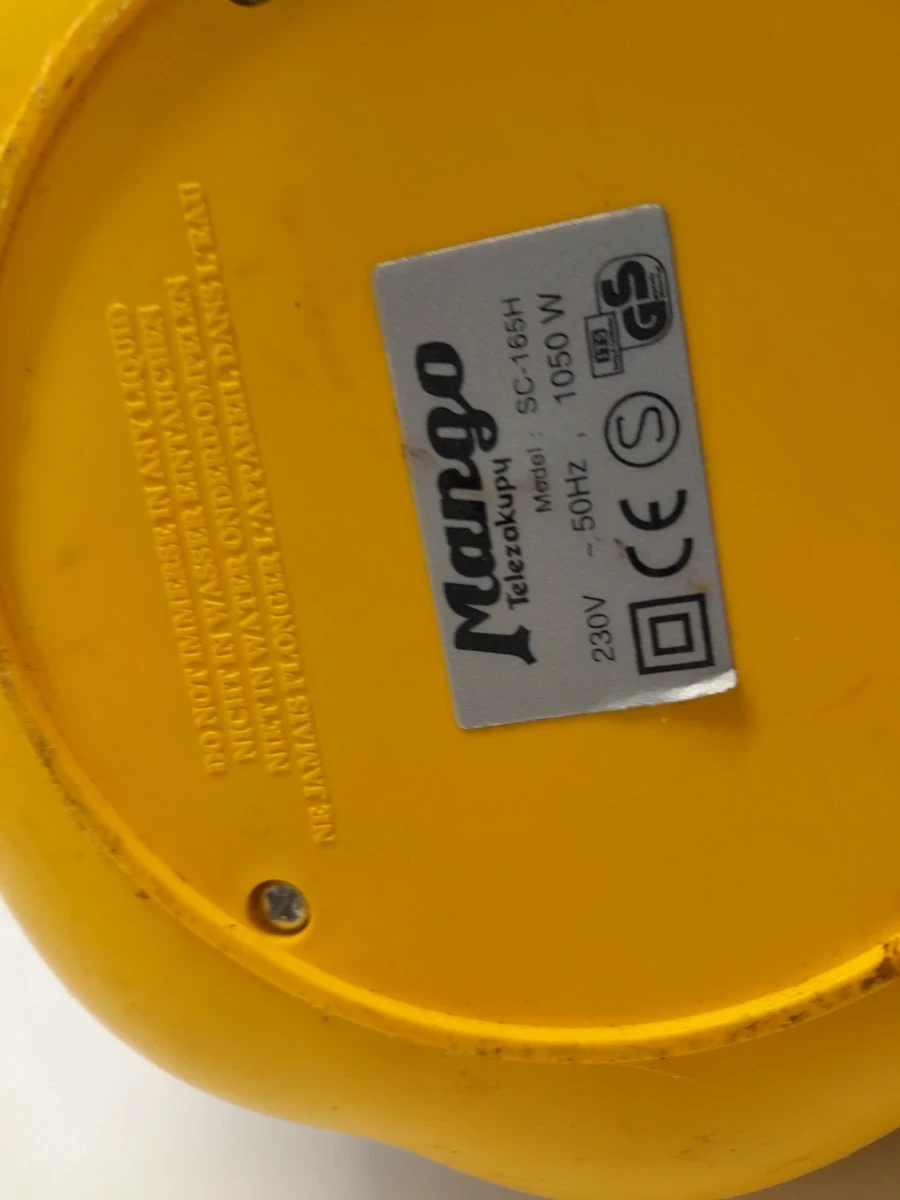 DO NOT IMMERSE IN ANY LIQUID
NICHT IN WASSER ENTAUCHEN
NIET IN WATER ONDERDOMPELEN
NE JAMAIS PLONGER L'APPAREIL DANS L'EAU
Mango
Telezakupy
Model : SC-165H
230V ~, 50Hz , 1050 W
CE S GS